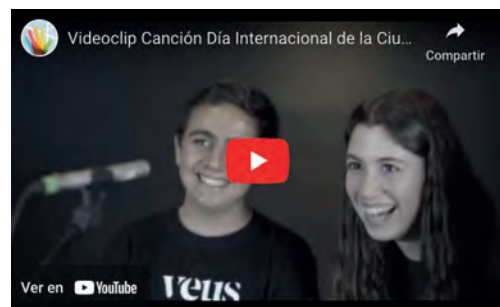 Videoclip Canción Día Internacional de la Ciu...
Compartir
veus
Ver en YouTube